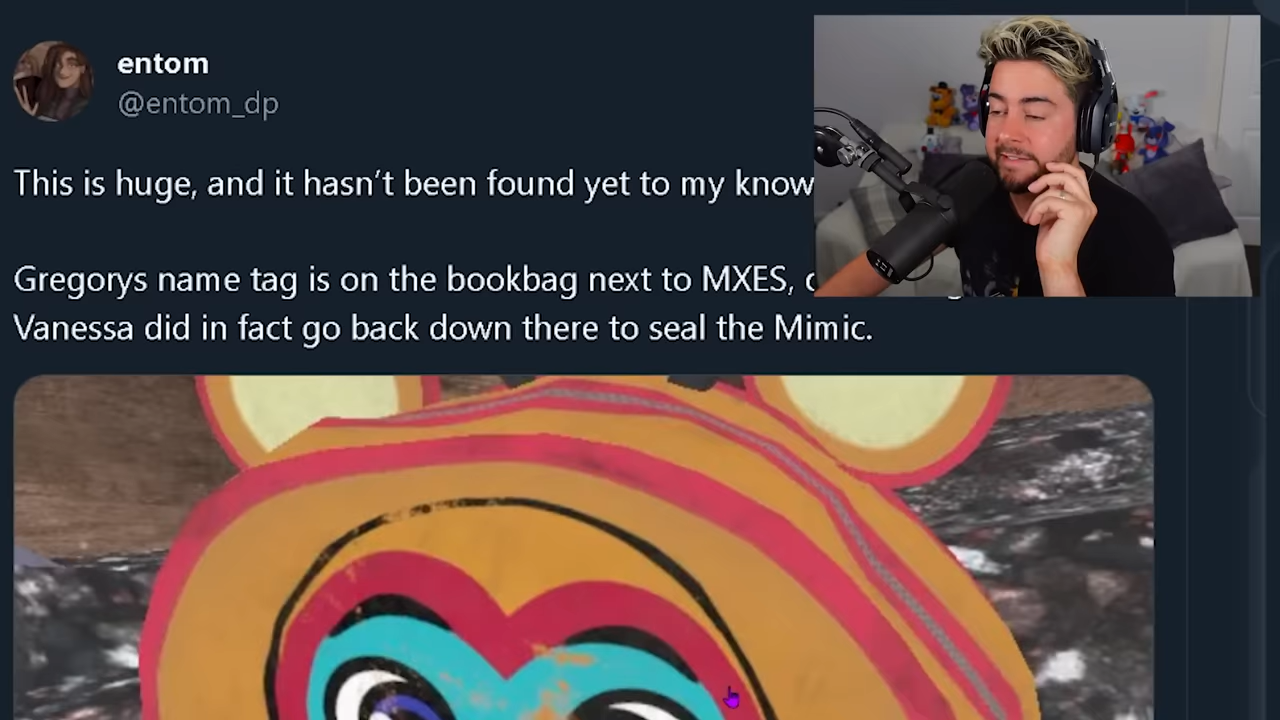 entom
@entom_dp
This is huge, and it hasn’t been found yet to my know
Gregorys name tag is on the bookbag next to MXES,
Vanessa did in fact go back down there to seal the Mimic.